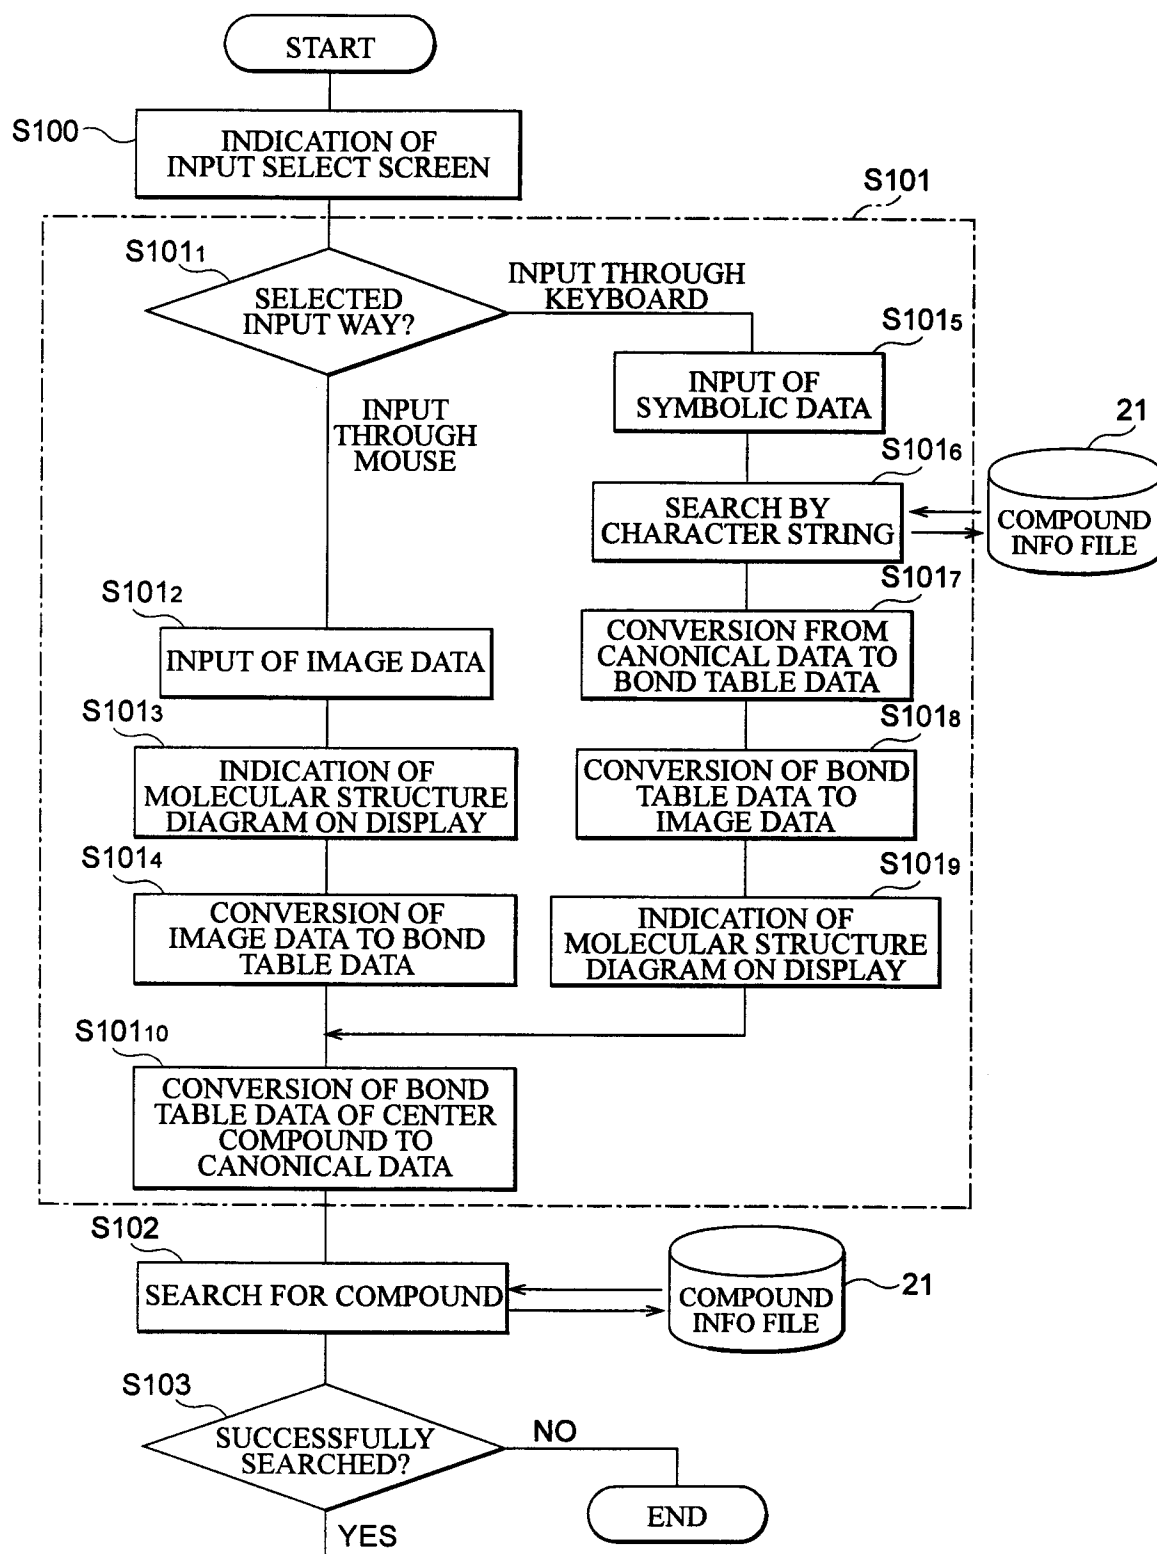 START
S100
INDICATION OF
INPUT SELECT SCREEN
S101
S101₁
SELECTED
INPUT WAY?
INPUT THROUGH
KEYBOARD
INPUT
THROUGH
MOUSE
S101₅
INPUT OF
SYMBOLIC DATA
S101₆
SEARCH BY
CHARACTER STRING
21
COMPOUND
INFO FILE
S101₇
CONVERSION FROM
CANONICAL DATA TO
BOND TABLE DATA
S101₂
INPUT OF IMAGE DATA
S101₃
INDICATION OF
MOLECULAR STRUCTURE
DIAGRAM ON DISPLAY
S101₈
CONVERSION OF BOND
TABLE DATA TO
IMAGE DATA
S101₄
CONVERSION OF
IMAGE DATA TO BOND
TABLE DATA
S101₉
INDICATION OF
MOLECULAR STRUCTURE
DIAGRAM ON DISPLAY
S101₁₀
CONVERSION OF BOND
TABLE DATA OF CENTER
COMPOUND TO
CANONICAL DATA
S102
SEARCH FOR COMPOUND
COMPOUND
INFO FILE
21
S103
SUCCESSFULLY
SEARCHED?
NO
END
YES